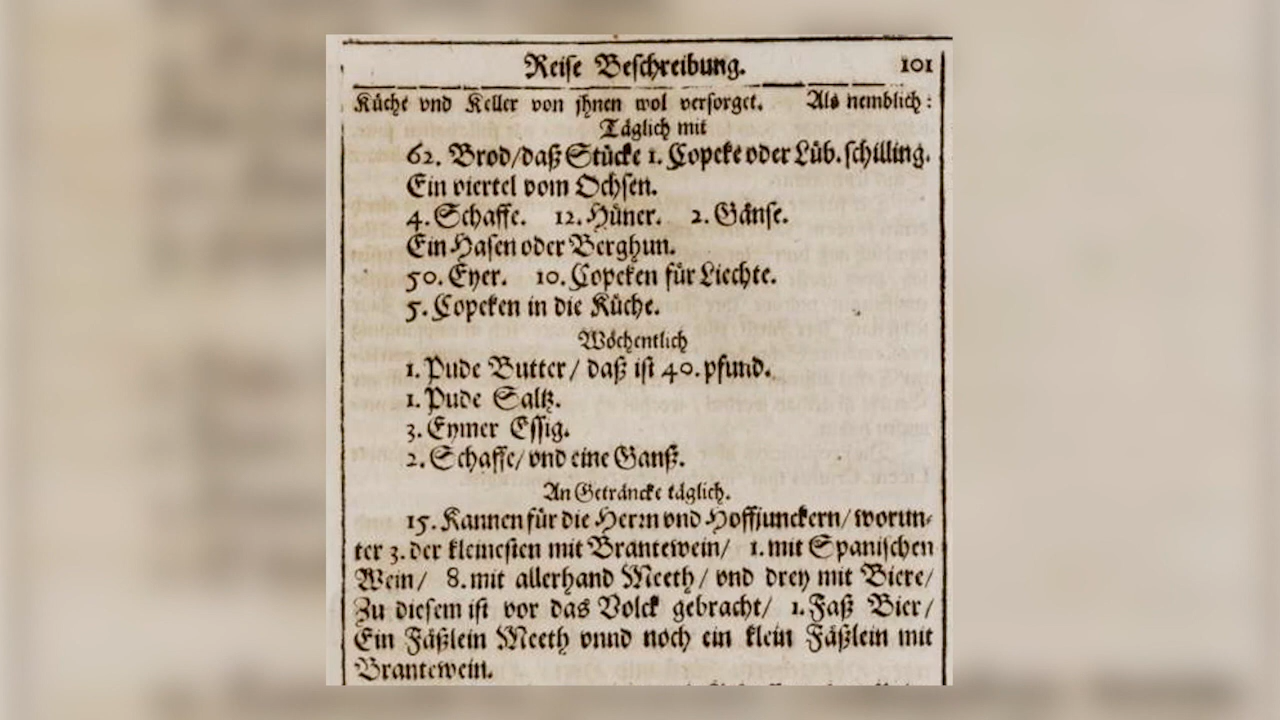 Reise Beschreibung. 101
Küche vnd Keller von jhnen wol versorget. Als nemblich:
Täglich mit
62. Brod/daß Stücke 1. Copeke oder Lüb. schilling.
Ein viertel vom Ochsen.
4. Schaffe. 12. Hüner. 2. Gänse.
Ein Hasen oder Berghun.
50. Eyer. 10. Copeken für Liechte.
5. Copeken in die Küche.
Wöchentlich
1. Pude Butter/ daß ist 40. pfund.
1. Pude Saltz.
3. Eymer Essig.
2. Schaffe/ vnd eine Ganß.
An Geträncke täglich.
15. Kannen für die Herrn vnd Hoffjunckern/ worun-
ter 3. der kleinesten mit Brantewein/ 1. mit Spanischen
Wein/ 8. mit allerhand Meeth/ vnd drey mit Biere/
Zu diesem ist vor das Volck gebracht/ 1. Faß Bier/
Ein Fäßlein Meeth vnnd noch ein klein Fäßlein mit
Brantewein.